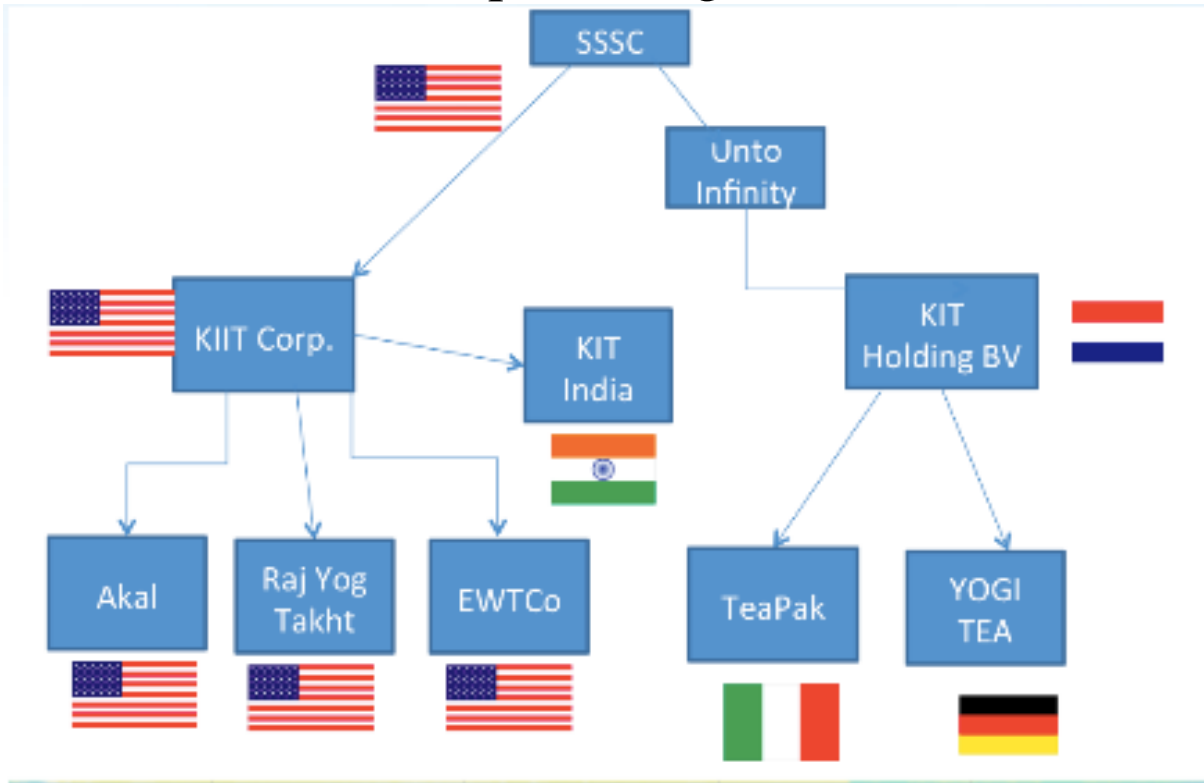 SSSC
Unto
Infinity
KIIT Corp.
KIT
India
KIT
Holding BV
Akal
Raj Yog
Takht
EWTCo
TeaPak
YOGI
TEA